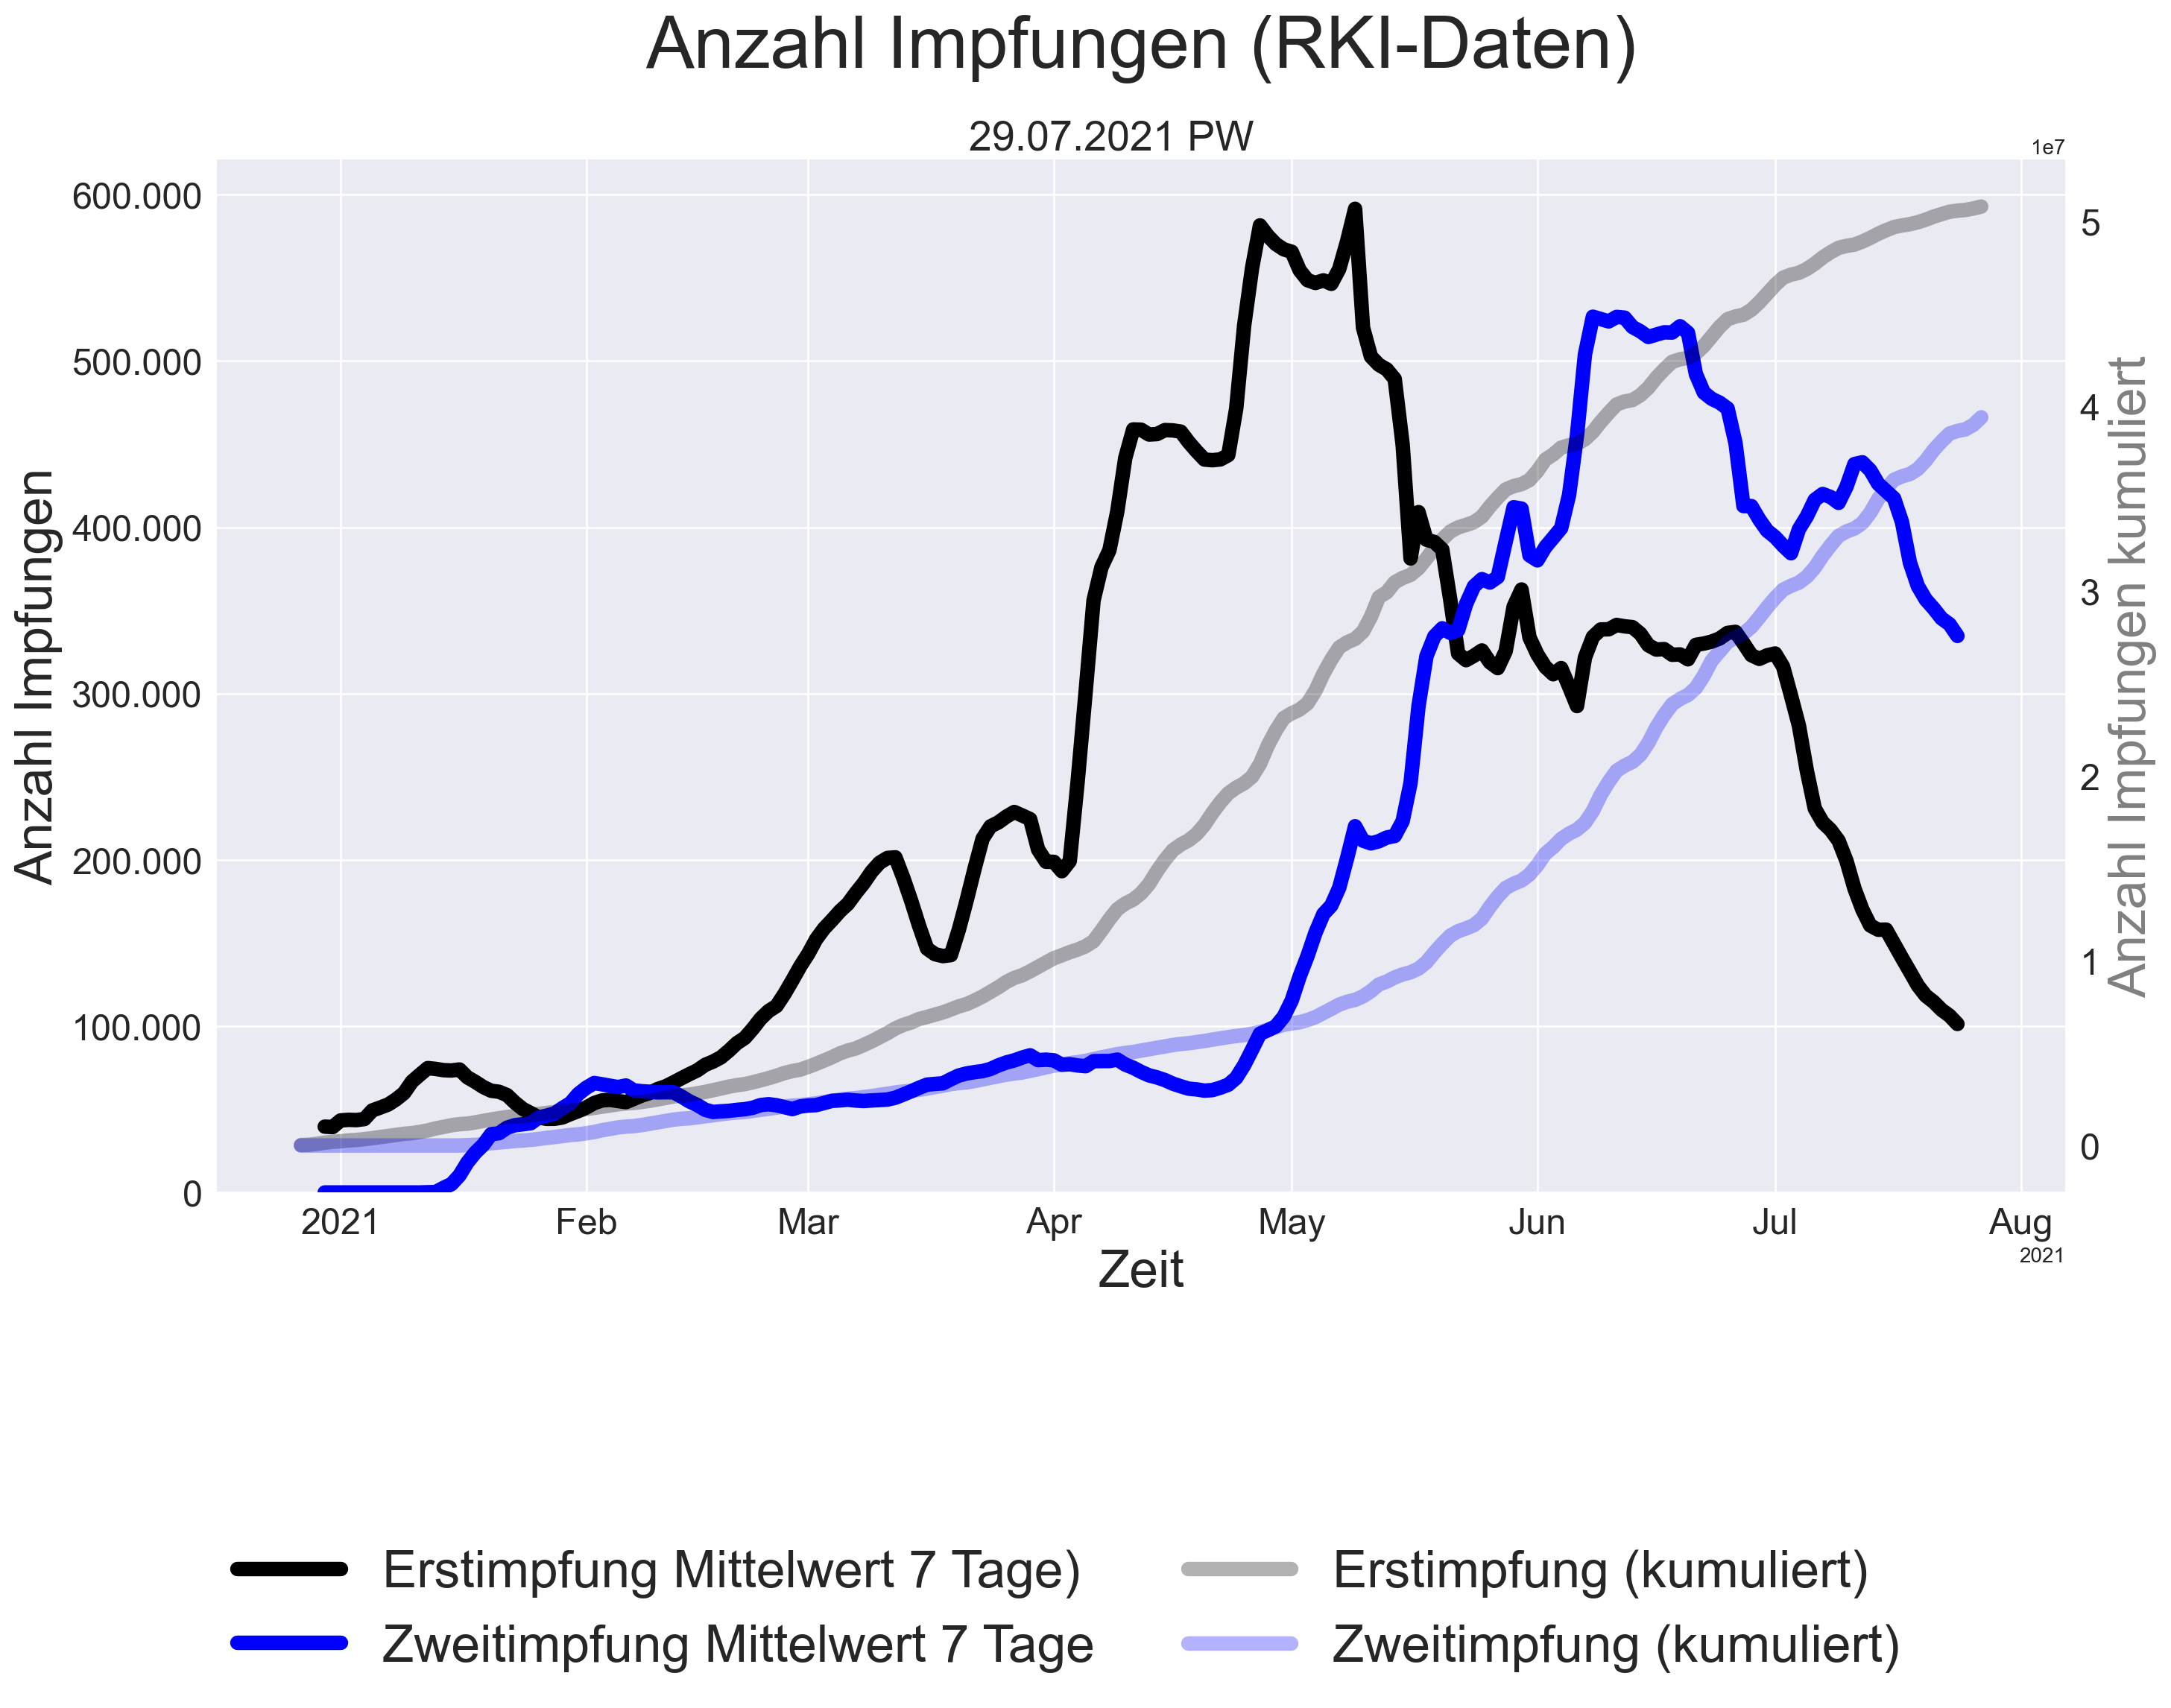 Anzahl Impfungen (RKI-Daten)
29.07.2021 PW
1e7
Anzahl Impfungen
600.000
500.000
400.000
300.000
200.000
100.000
0
5
4
3
2
1
0
Anzahl Impfungen kumuliert
2021 Feb Mar Apr May Jun Jul Aug
2021
Zeit
Erstimpfung Mittelwert 7 Tage)
Zweitimpfung Mittelwert 7 Tage
Erstimpfung (kumuliert)
Zweitimpfung (kumuliert)